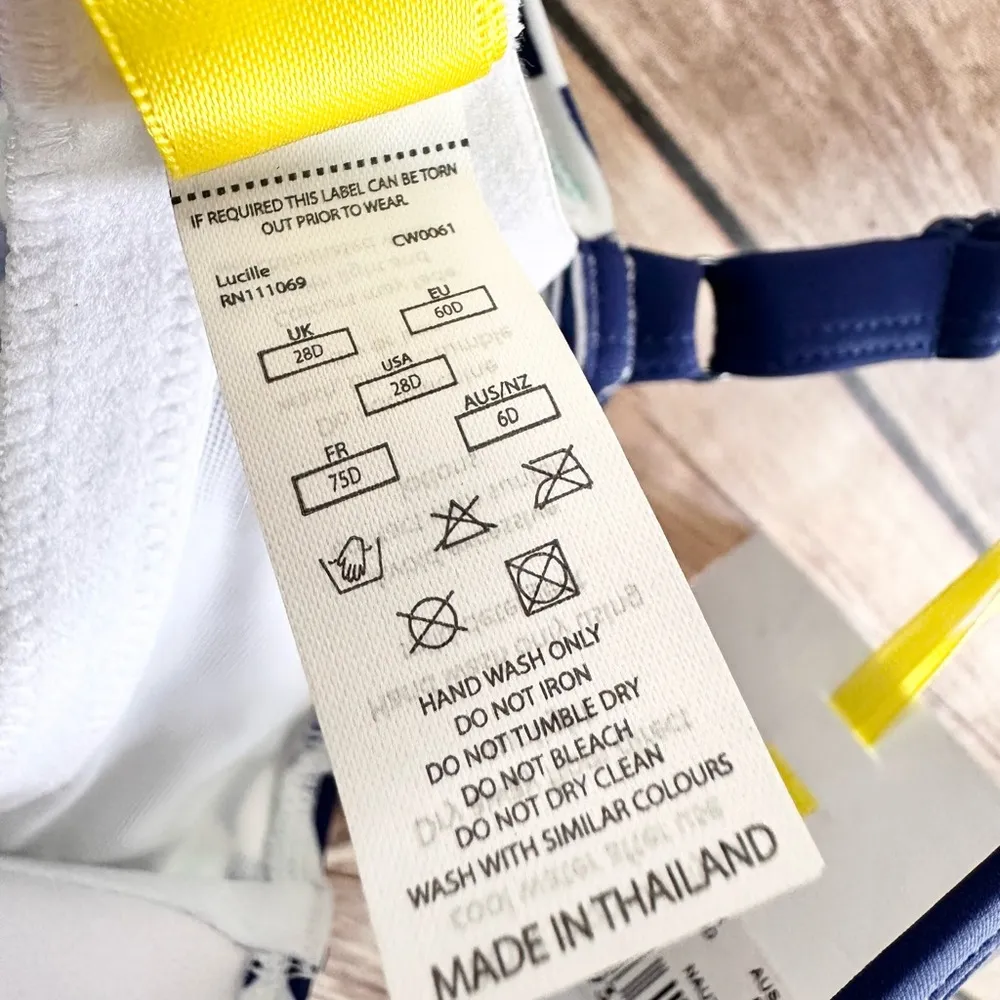 IF REQUIRED THIS LABEL CAN BE TORN
OUT PRIOR TO WEAR.
CW0061
Lucille
RN111069
EU
60D
UK
28D
USA
28D
AUS/NZ
6D
FR
75D
HAND WASH ONLY
DO NOT IRON
DO NOT TUMBLE DRY
DO NOT BLEACH
DO NOT DRY CLEAN
WASH WITH SIMILAR COLOURS
MADE IN THAILAND
AUS